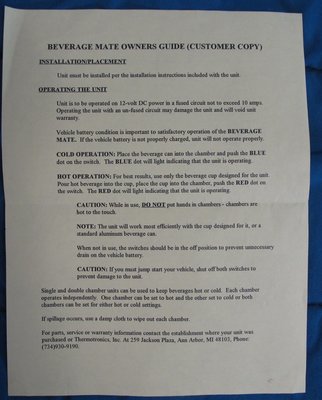 BEVERAGE MATE OWNERS GUIDE (CUSTOMER COPY)
INSTALLATION/PLACEMENT
Unit must be installed per the installation instructions included with the unit.
OPERATING THE UNIT
Unit is to be operated on 12-volt DC power in a fused circuit not to exceed 10 amps.
Operating the unit with an un-fused circuit may damage the unit and will void unit
warranty.
Vehicle battery condition is important to satisfactory operation of the BEVERAGE
MATE. If the vehicle battery is not properly charged, unit will not operate properly.
COLD OPERATION: Place the beverage can into the chamber and push the BLUE
dot on the switch. The BLUE dot will light indicating that the unit is operating.
HOT OPERATION: For best results, use only the beverage cup designed for the unit.
Pour hot beverage into the cup, place the cup into the chamber, push the RED dot on
the switch. The RED dot will light indicating that the unit is operating.
CAUTION: While in use, DO NOT put hands in chambers - chambers are
hot to the touch.
NOTE: The unit will work most efficiently with the cup designed for it, or a
standard aluminum beverage can.
When not in use, the switches should be in the off position to prevent unnecessary
drain on the vehicle battery.
CAUTION: If you must jump start your vehicle, shut off both switches to
prevent damage to the unit.
Single and double chamber units can be used to keep beverages hot or cold. Each chamber
operates independently. One chamber can be set to hot and the other set to cold or both
chambers can be set for either hot or cold settings.
If spillage occurs, use a damp cloth to wipe out each chamber.
For parts, service or warranty information contact the establishment where your unit was
purchased or Thermotronics, Inc. At 259 Jackson Plaza, Ann Arbor, MI 48103, Phone:
(734)930-9190.